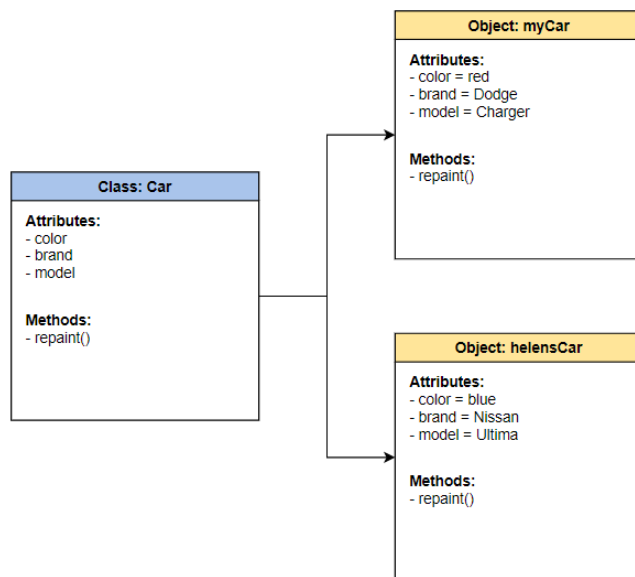 Class: Car
Attributes:
- color
- brand
- model
Methods:
- repaint()
Object: myCar
Attributes:
- color = red
- brand = Dodge
- model = Charger
Methods:
- repaint()
Object: helensCar
Attributes:
- color = blue
- brand = Nissan
- model = Ultima
Methods:
- repaint()